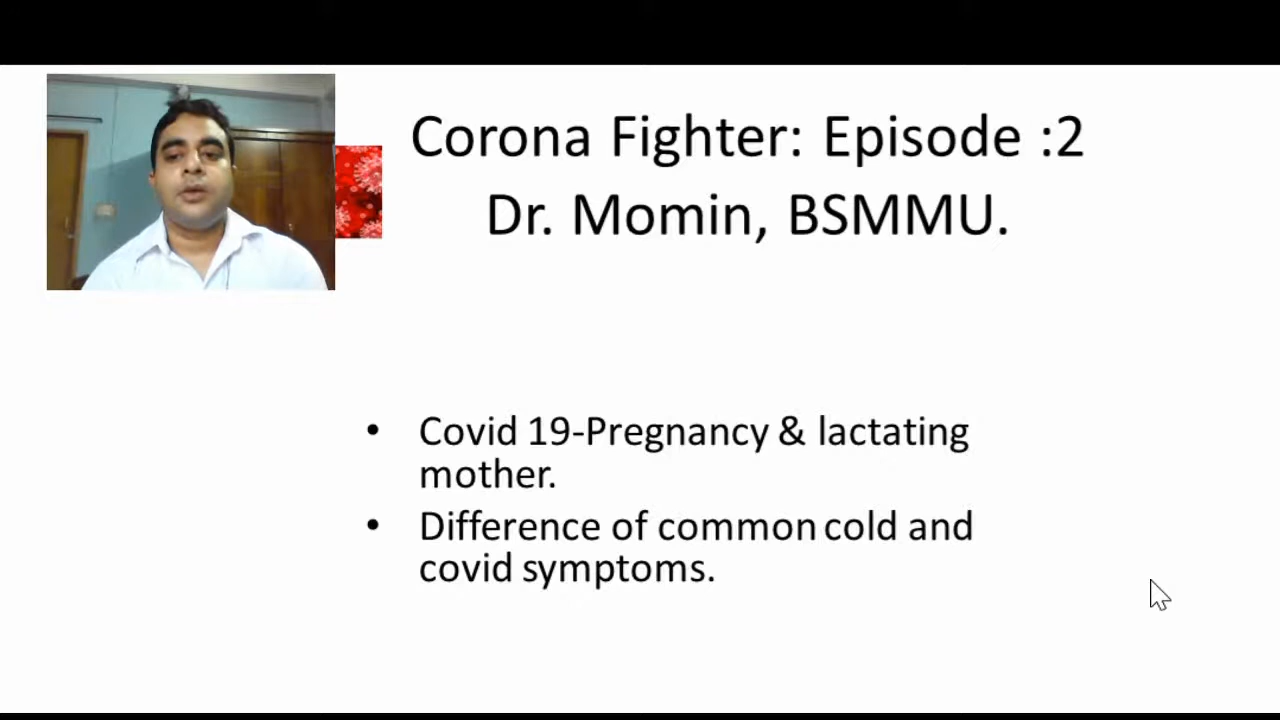 Corona Fighter: Episode :2
Dr. Momin, BSMMU.
• Covid 19-Pregnancy & lactating
mother.
• Difference of common cold and
covid symptoms.